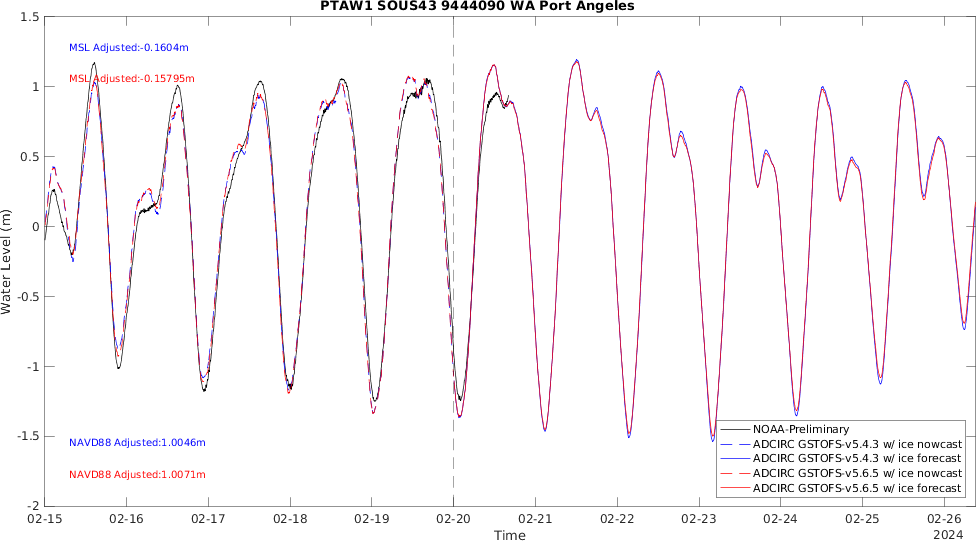 PTAW1 SOUS43 9444090 WA Port Angeles
1.5
1
0.5
0
-0.5
-1
-1.5
-2
Water Level (m)
MSL Adjusted:-0.1604m
MSL Adjusted:-0.15795m
NAVD88 Adjusted:1.0046m
NAVD88 Adjusted:1.0071m
NOAA-Preliminary
ADCIRC GSTOFS-v5.4.3 w/ ice nowcast
ADCIRC GSTOFS-v5.4.3 w/ ice forecast
ADCIRC GSTOFS-v5.6.5 w/ ice nowcast
ADCIRC GSTOFS-v5.6.5 w/ ice forecast
02-15 02-16 02-17 02-18 02-19 02-20 02-21 02-22 02-23 02-24 02-25 02-26
Time
2024